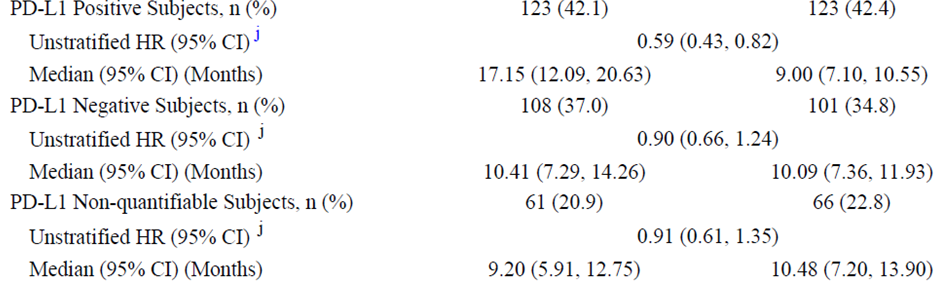 PD-L1 Positive Subjects, n (%) 123 (42.1) 123 (42.4)
Unstratified HR (95% CI) j 0.59 (0.43, 0.82)
Median (95% CI) (Months) 17.15 (12.09, 20.63) 9.00 (7.10, 10.55)
PD-L1 Negative Subjects, n (%) 108 (37.0) 101 (34.8)
Unstratified HR (95% CI) j 0.90 (0.66, 1.24)
Median (95% CI) (Months) 10.41 (7.29, 14.26) 10.09 (7.36, 11.93)
PD-L1 Non-quantifiable Subjects, n (%) 61 (20.9) 66 (22.8)
Unstratified HR (95% CI) j 0.91 (0.61, 1.35)
Median (95% CI) (Months) 9.20 (5.91, 12.75) 10.48 (7.20, 13.90)